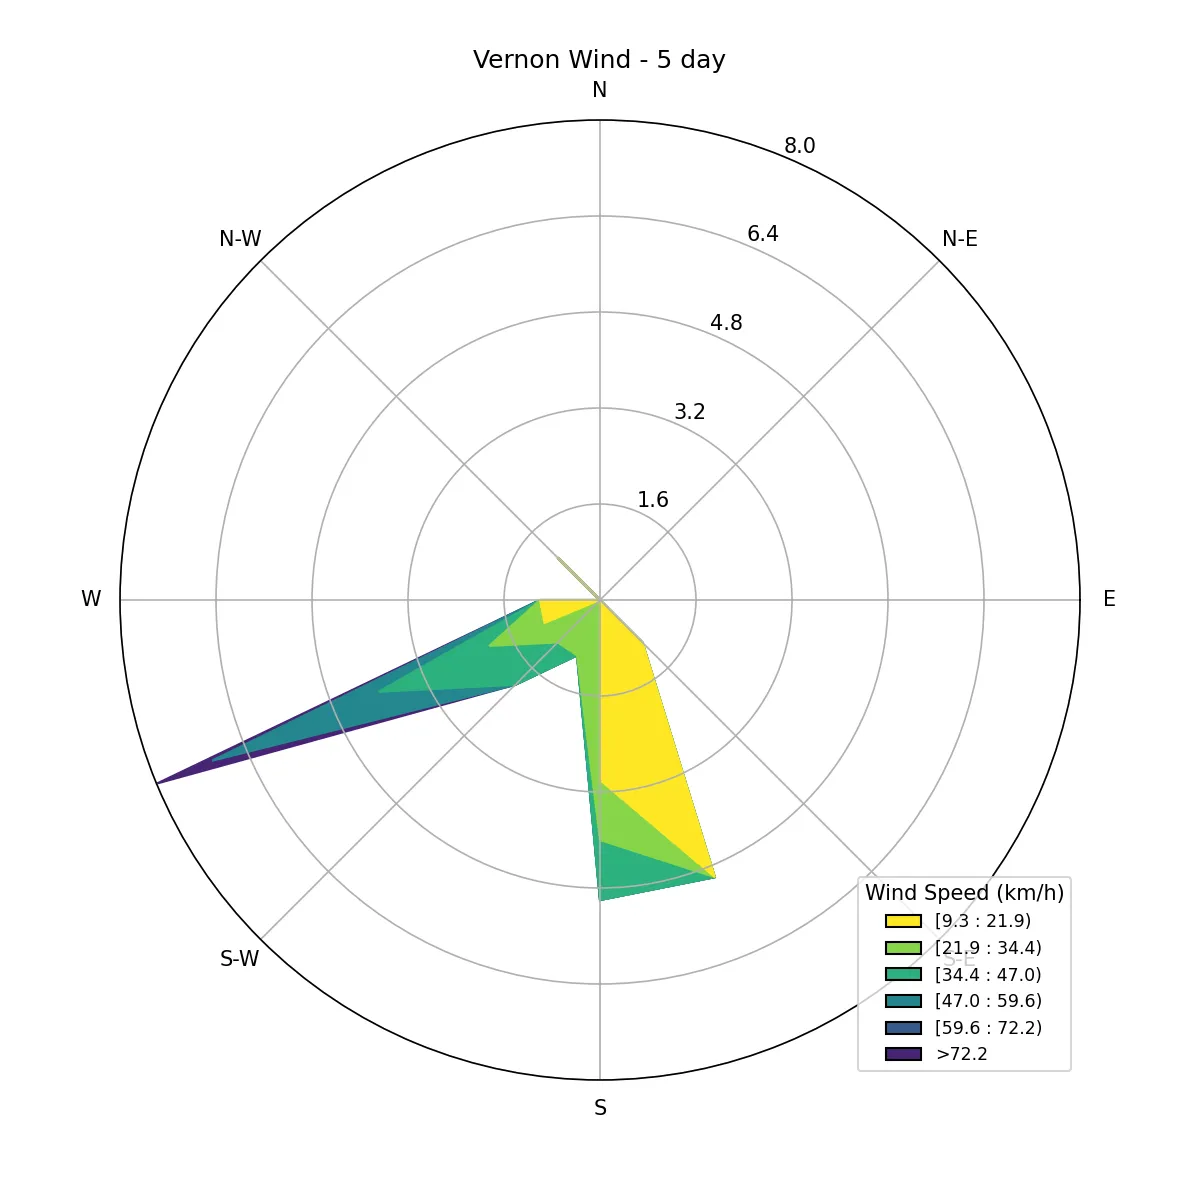 Vernon Wind - 5 day
N
8.0
N-W
6.4
N-E
4.8
3.2
1.6
W
E
Wind Speed (km/h)
[9.3 : 21.9)
[21.9 : 34.4)
S-W
S-E
[34.4 : 47.0)
[47.0 : 59.6)
[59.6 : 72.2)
>72.2
S